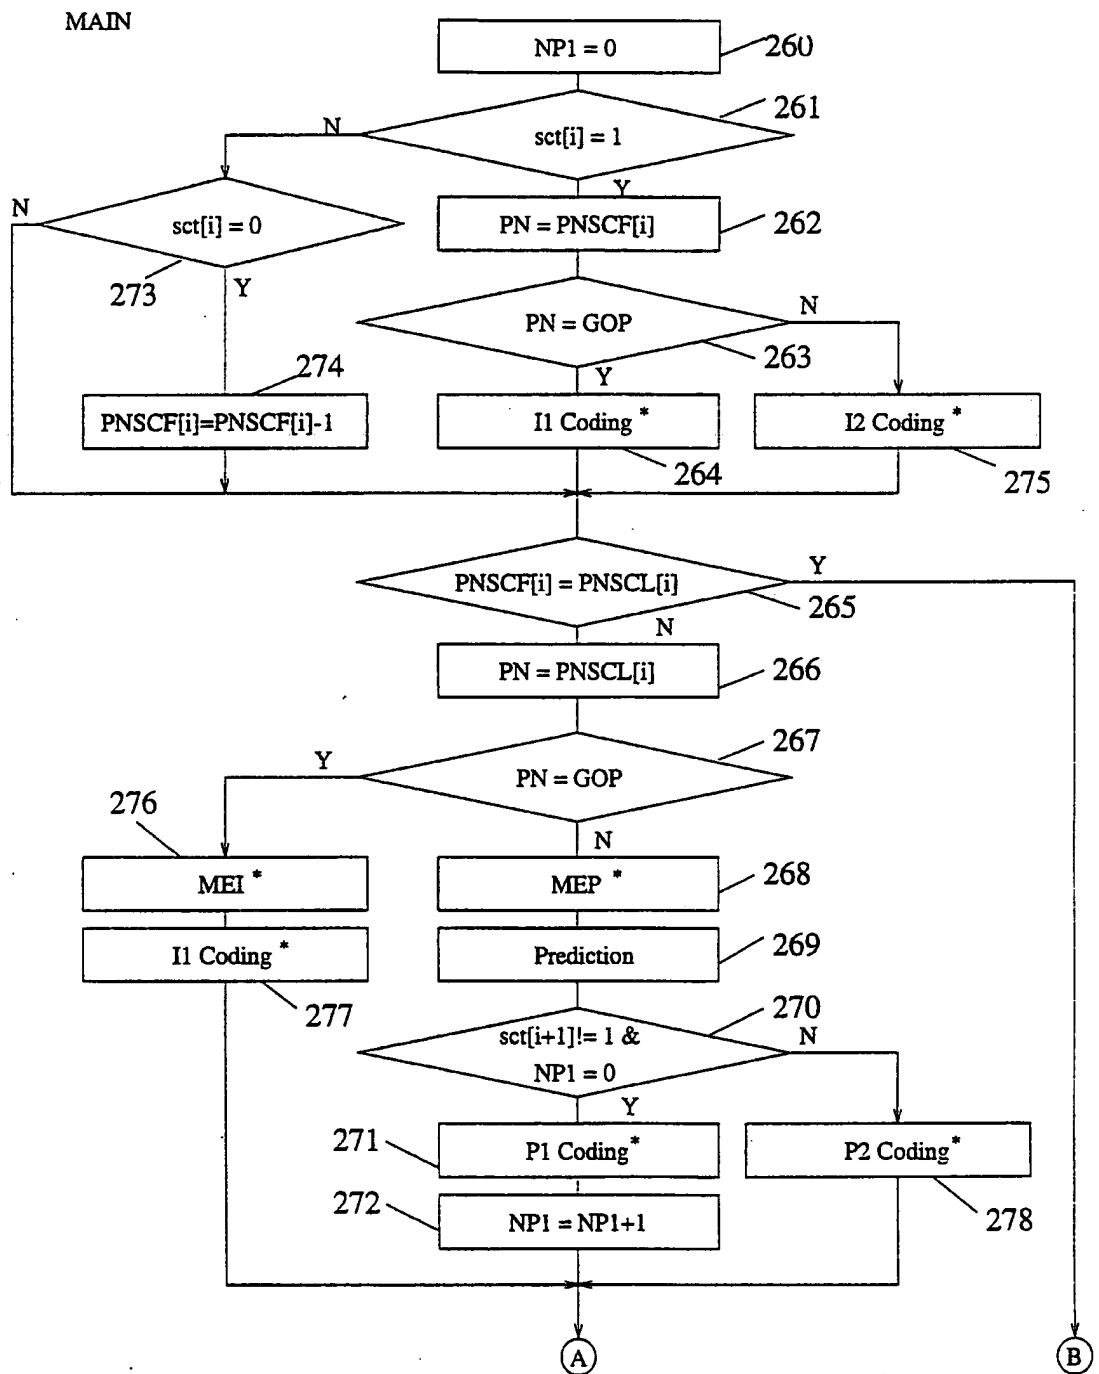 MAIN
NP1 = 0
260
261
N
sct[i] = 1
Y
N
sct[i] = 0
PN = PNSCF[i]
262
273
Y
N
PN = GOP
263
274
Y
PNSCF[i]=PNSCF[i]-1
I1 Coding *
I2 Coding *
264
275
Y
PNSCF[i] = PNSCL[i]
265
N
PN = PNSCL[i]
266
267
Y
PN = GOP
276
N
MEI *
MEP *
268
I1 Coding *
Prediction
269
277
270
sct[i+1]!= 1 &
N
NP1 = 0
Y
271
P1 Coding *
P2 Coding *
272
NP1 = NP1+1
278
A
B